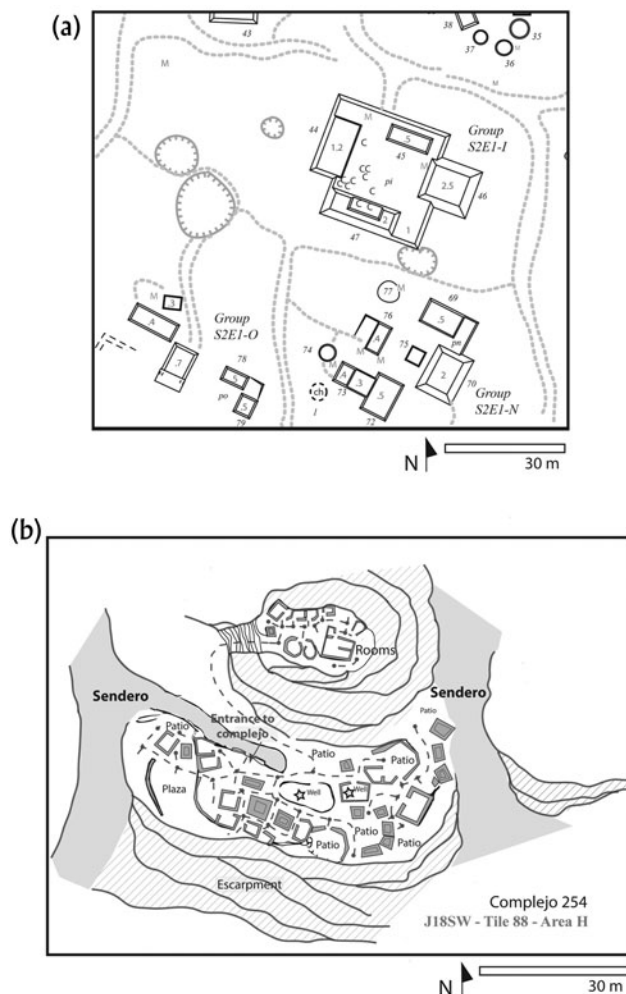 (a)
43
38
37
36
35
M
M
44
1.2
M
.5
45
Group
S2E1-I
C
C C
C
C C C
C
pi
M
2.5
46
C C
2
1
47
77
M
69
.5
M
.3
A
Group
S2E1-O
76
A
75
pn
74
M
M
.7
78
.5
po
.5
79
ch
1
A
.3
73
.5
72
2
70
Group
S2E1-N
N
30 m
(b)
Rooms
Sendero
Sendero
Patio
Entrance to
complejo
Patio
Patio
Patio
Plaza
Well
Well
Patio
Patio
Patio
Escarpment
Complejo 254
J18SW - Tile 88 - Area H
N
30 m